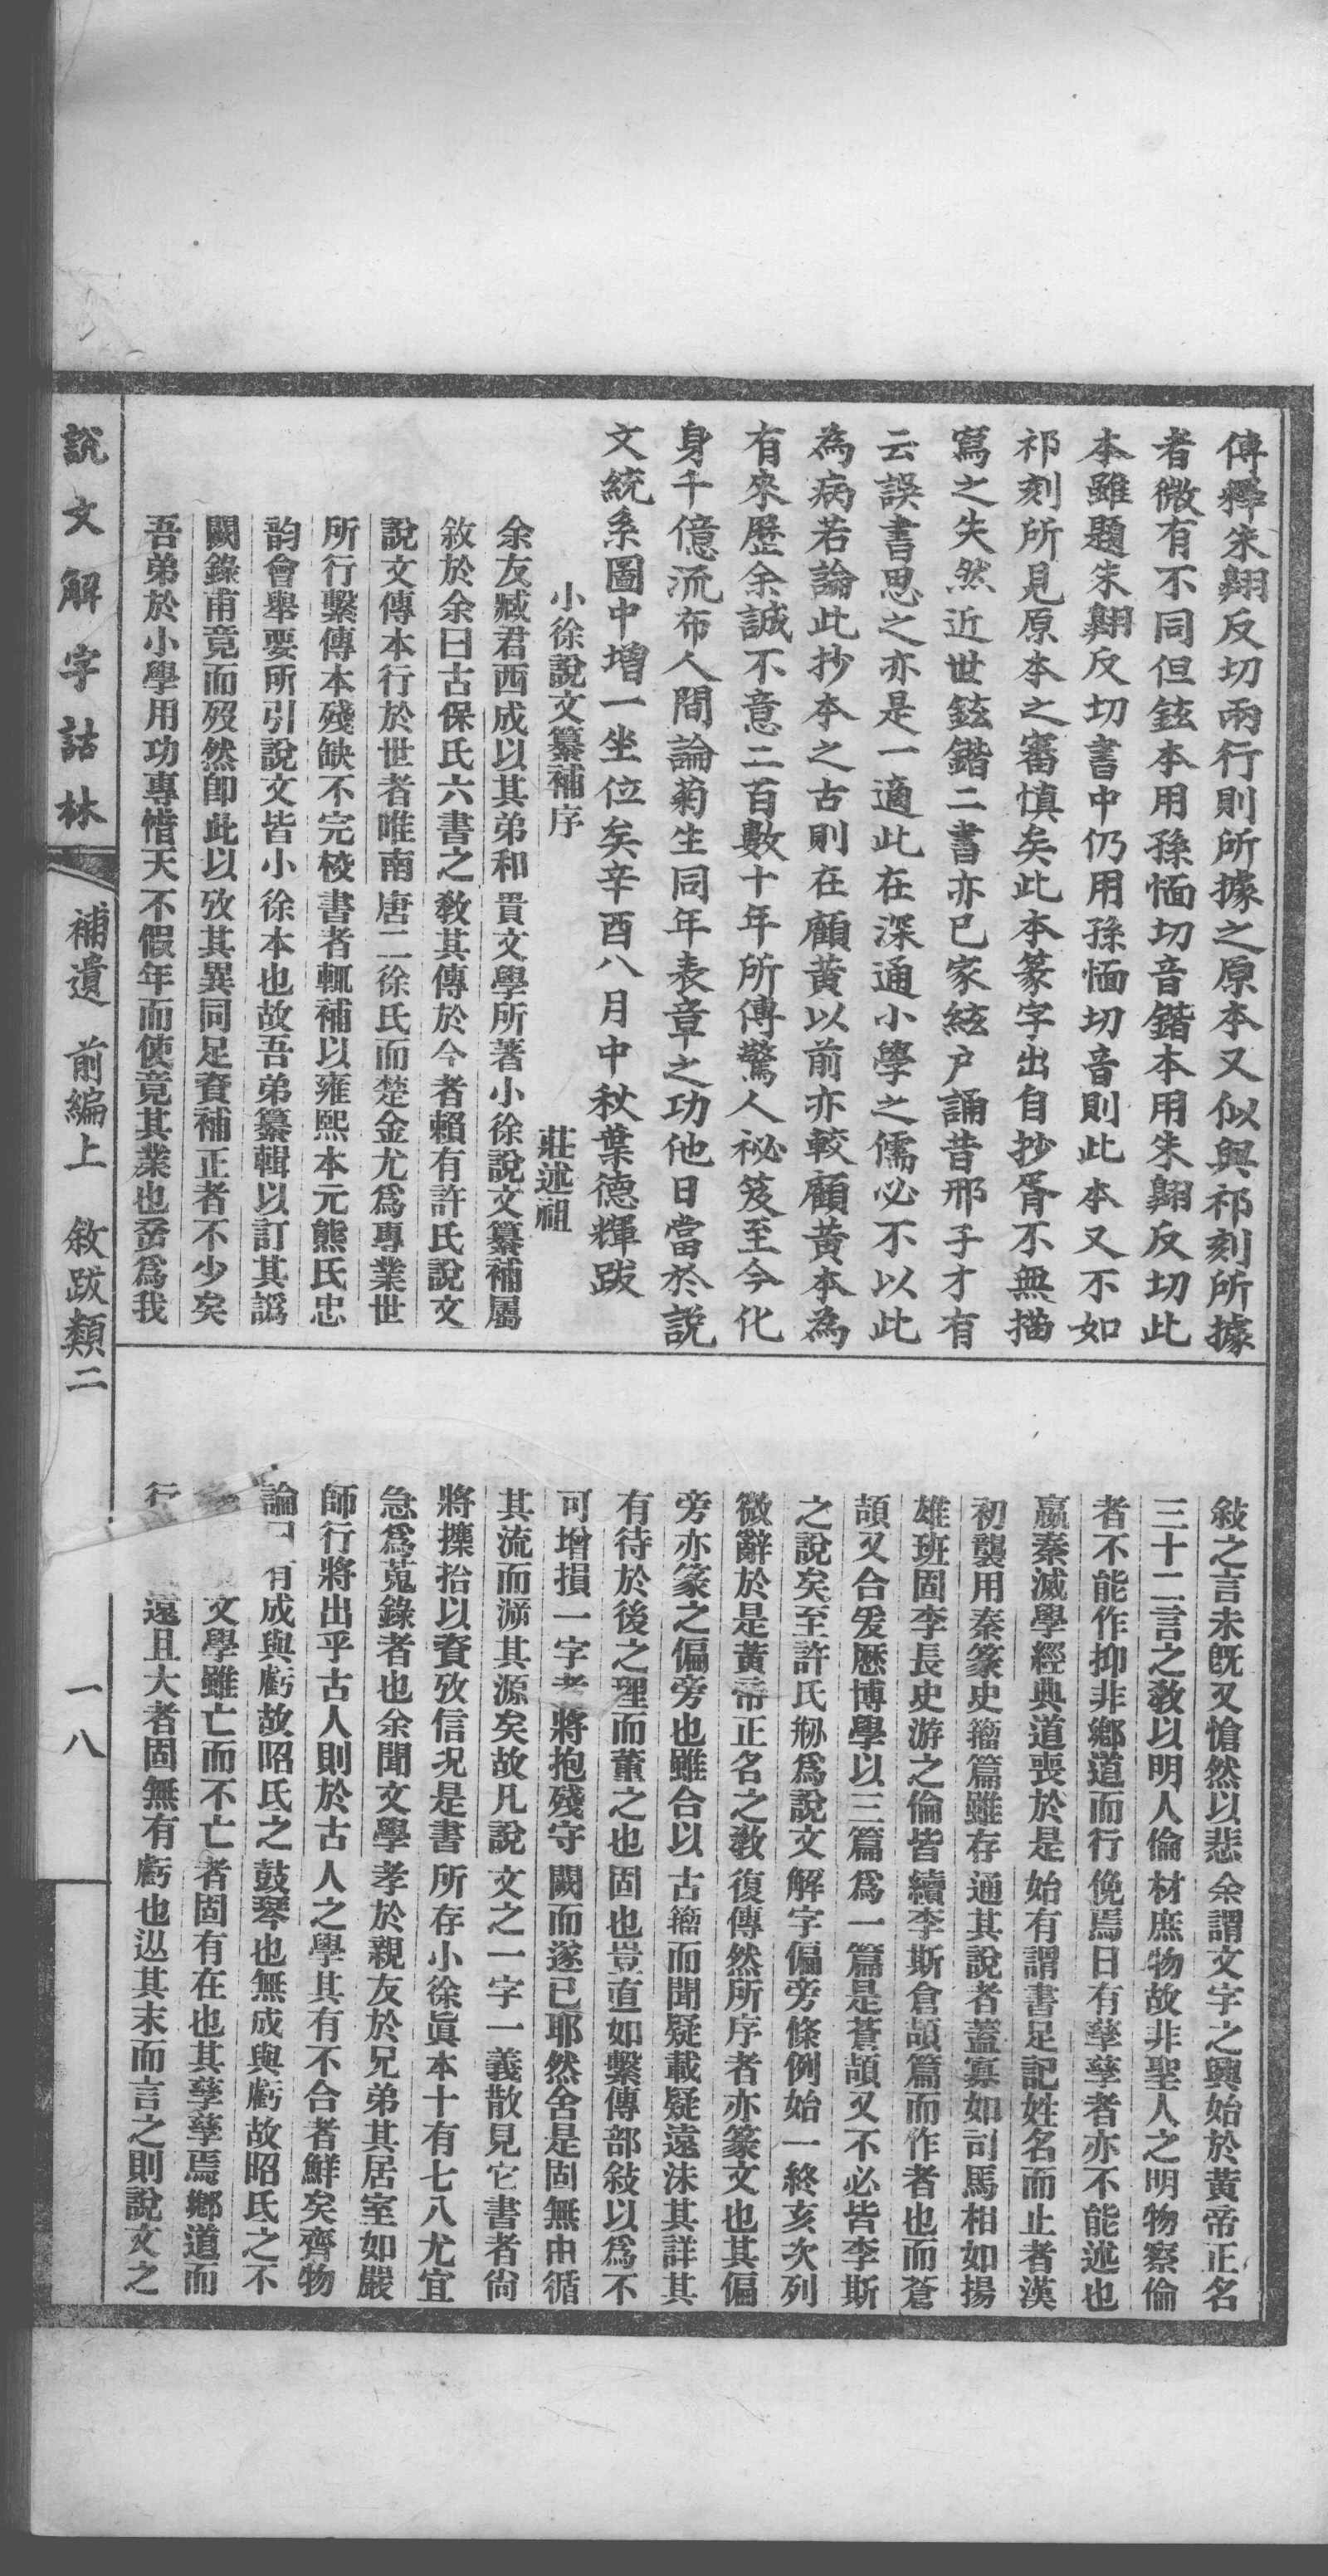 傳釋朱翺反切兩行則所據之原本又似與祁刻所據
者微有不同但鉉本用孫愐切音鍇本用朱翺反切此
本雖題朱翺反切書中仍用孫愐切音則此本又不如
祁刻所見原本之審慎矣此本篆字出自抄胥不無描
寫之失然近世鉉鍇二書亦已家絃户誦昔邢子才有
云誤書思之亦是一適此在深通小學之儒必不以此
為病若論此抄本之古則在顧黃以前亦較顧黃本為
有來歷余誠不意二百數十年所傳驚人祕笈至今化
身千億流布人間論菊生同年表章之功他日當於説
文統系圖中增一坐位矣辛酉八月中秋葉德輝跋
小徐說文纂補序
莊述祖
余友臧君西成以其弟和貴文學所著小徐說文纂補屬
敘於余曰古保氏六書之敎其傳於今者賴有許氏說文
說文傳本行於世者唯南唐二徐氏而楚金尤爲專業世
所行繫傳本殘缺不完梭書者輒補以雍熙本元熊氏忠
韵會舉要所引說文皆小徐本也故吾弟纂輯以訂其譌
闕錄甫竟而歿然卽此以攷其異同足資補正者不少矣
吾弟於小學用功專惜天不假年而使竟其業也盍爲我
敍之言未旣又愴然以悲余謂文字之興始於黃帝正名
三十二言之敎以明人倫材庶物故非聖人之明物察倫
者不能作抑非鄉道而行俛焉日有孳孳者亦不能述也
嬴秦滅學經典道喪於是始有謂書足記姓名而止者漢
初襲用秦篆史籀篇雖存通其說者蓋寡如司馬相如揚
雄班固李長史游之倫皆續李斯倉頡篇而作者也而蒼
頡又合爰歷博學以三篇爲一篇是蒼頡又不必皆李斯
之說矣至許氏剙爲說文解字偏旁條例始一終亥次列
微辭於是黃帝正名之敎復傳然所序者亦篆文也其偏
旁亦篆之偏旁也雖合以古籀而聞疑載疑遠沬其詳其
有待於後之理而董之也固也豈直如繫傳部敍以爲不
可增損一字者將抱殘守闕而遂已耶然舍是固無由循
其流而泝其源矣故凡說文之一字一義散見它書者尙
將攗拾以資攷信况是書所存小徐眞本十有七八尤宜
急爲蒐錄者也余聞文學孝於親友於兄弟其居室如嚴
師行將出乎古人則於古人之學其有不合者鮮矣齊物
論曰有成與虧故昭氏之鼓琴也無成與虧故昭氏之不
文學雖亡而不亡者固有在也其孳孳焉鄉道而
行遠且大者固無有虧也㳂其末而言之則說文之
說文解字詁林
補遺 前編上 敘跋類二
一八